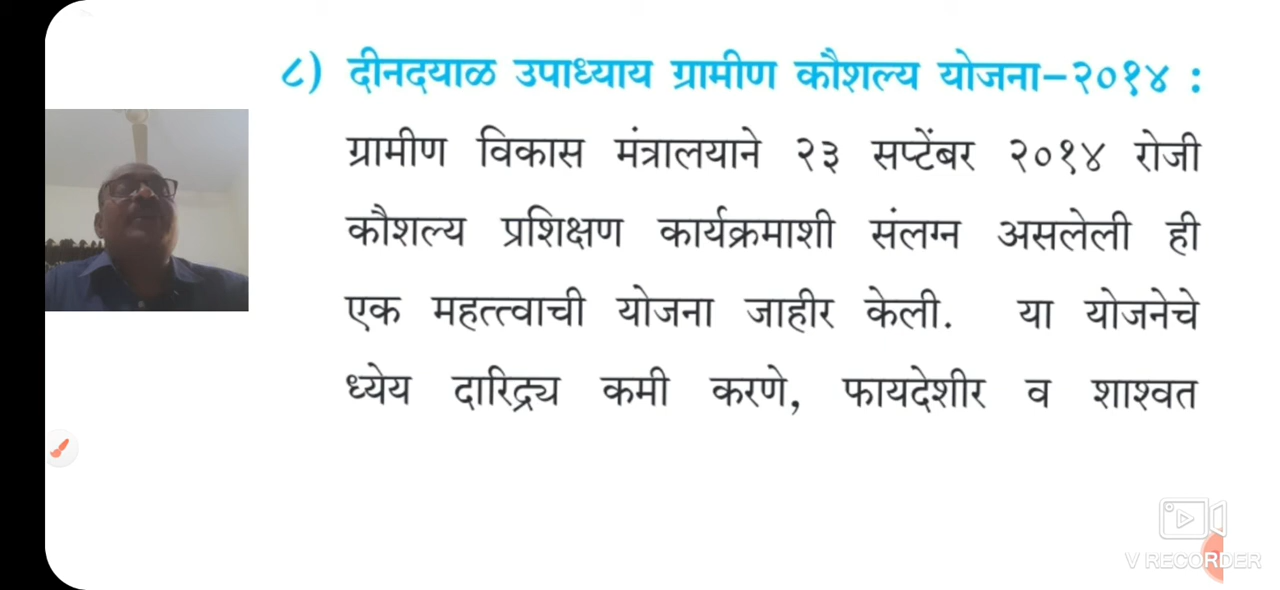 ८) दीनदयाळ उपाध्याय ग्रामीण कौशल्य योजना–२०१४ :
ग्रामीण विकास मंत्रालयाने २३ सप्टेंबर २०१४ रोजी
कौशल्य प्रशिक्षण कार्यक्रमाशी संलग्न असलेली ही
एक महत्त्वाची योजना जाहीर केली. या योजनेचे
ध्येय दारिद्र्य कमी करणे, फायदेशीर व शाश्वत
V RECORDER